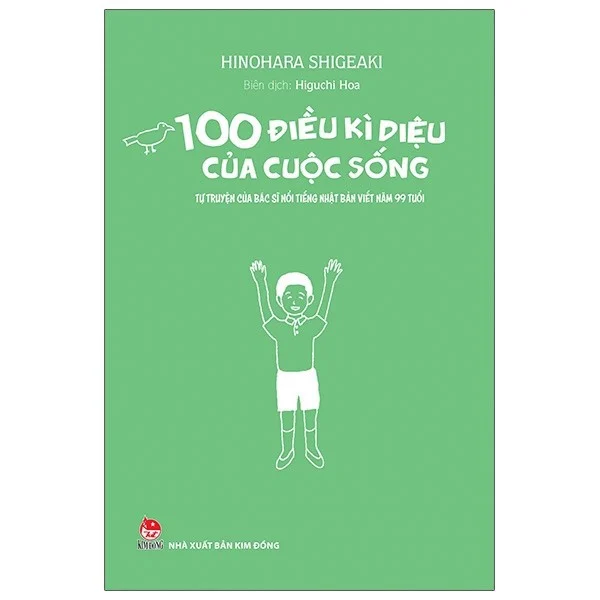 HINOHARA SHIGEAKI
Biên dịch: Higuchi Hoa
100 ĐIỀU KÌ DIỆU
CỦA CUỘC SỐNG
TỰ TRUYỆN CỦA BÁC SĨ NỔI TIẾNG NHẬT BẢN VIẾT NĂM 99 TUỔI
KIM ĐỒNG
NHÀ XUẤT BẢN KIM ĐỒNG